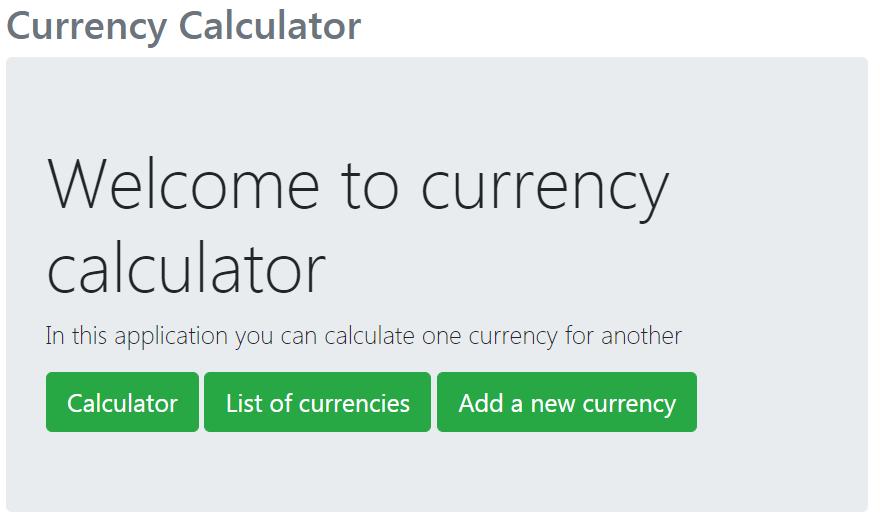 Currency Calculator
Welcome to currency
calculator
In this application you can calculate one currency for another
Calculator List of currencies Add a new currency